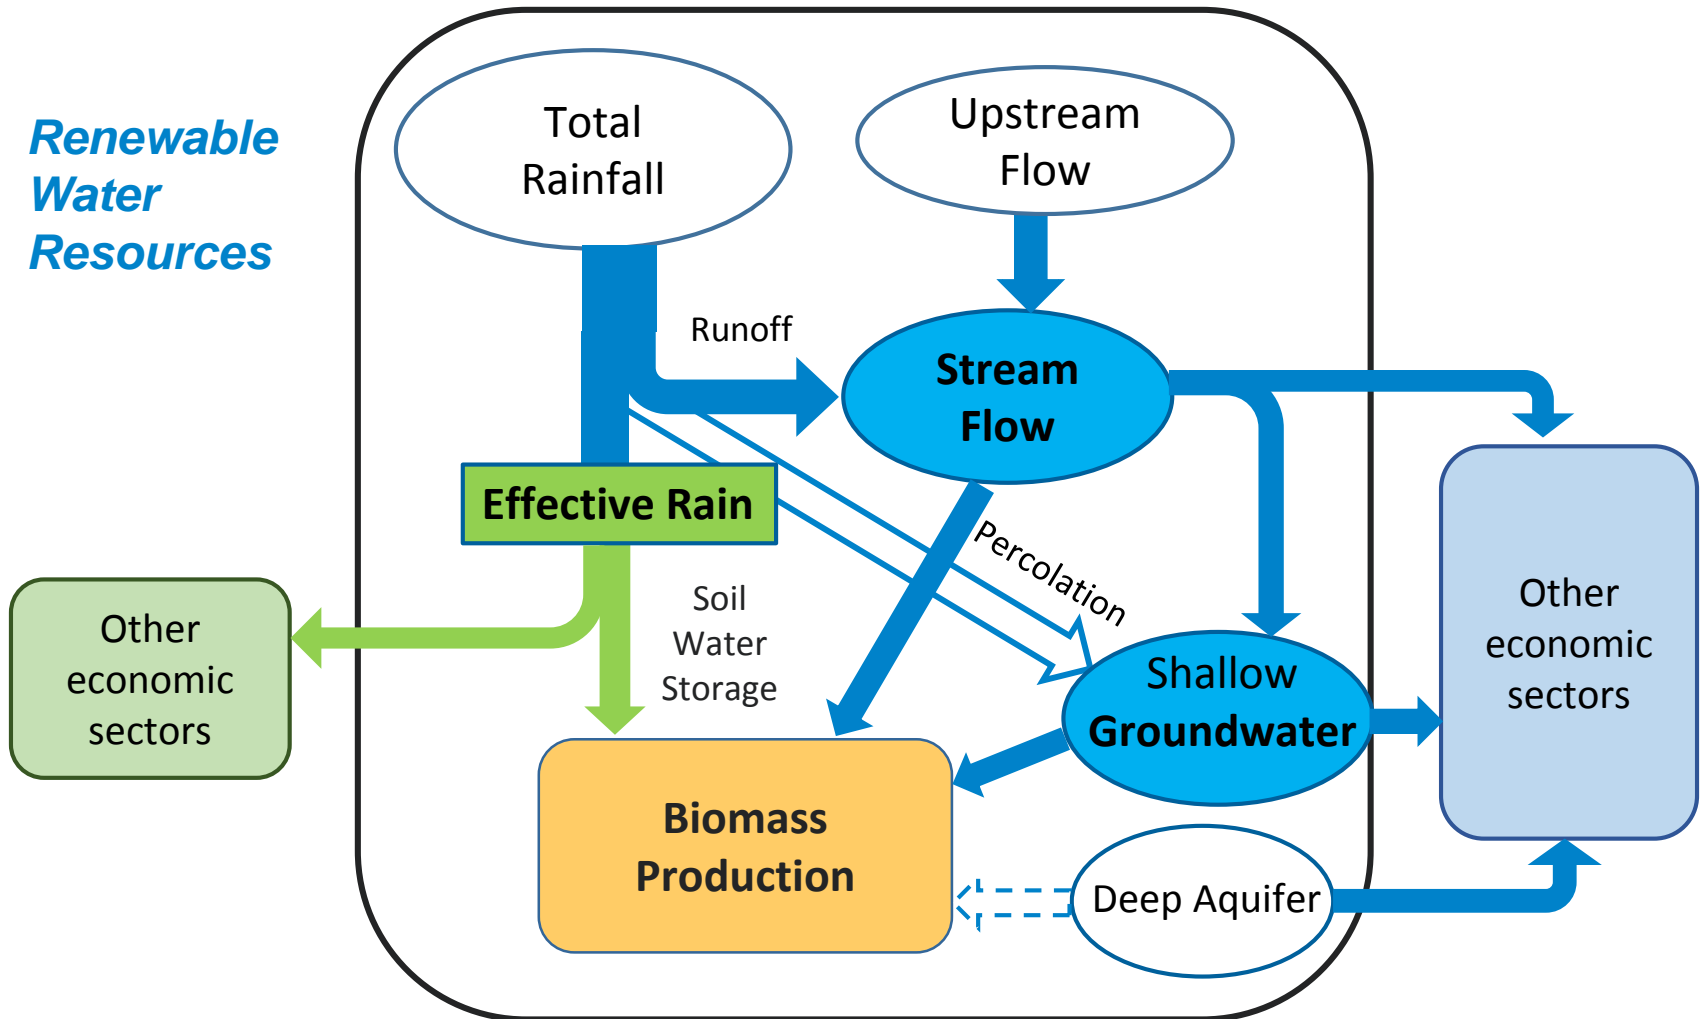 Renewable
Water
Resources
Total
Rainfall
Upstream
Flow
Runoff
Stream
Flow
Effective Rain
Percolation
Soil
Water
Storage
Other
economic
sectors
Other
economic
sectors
Shallow
Groundwater
Biomass
Production
Deep Aquifer